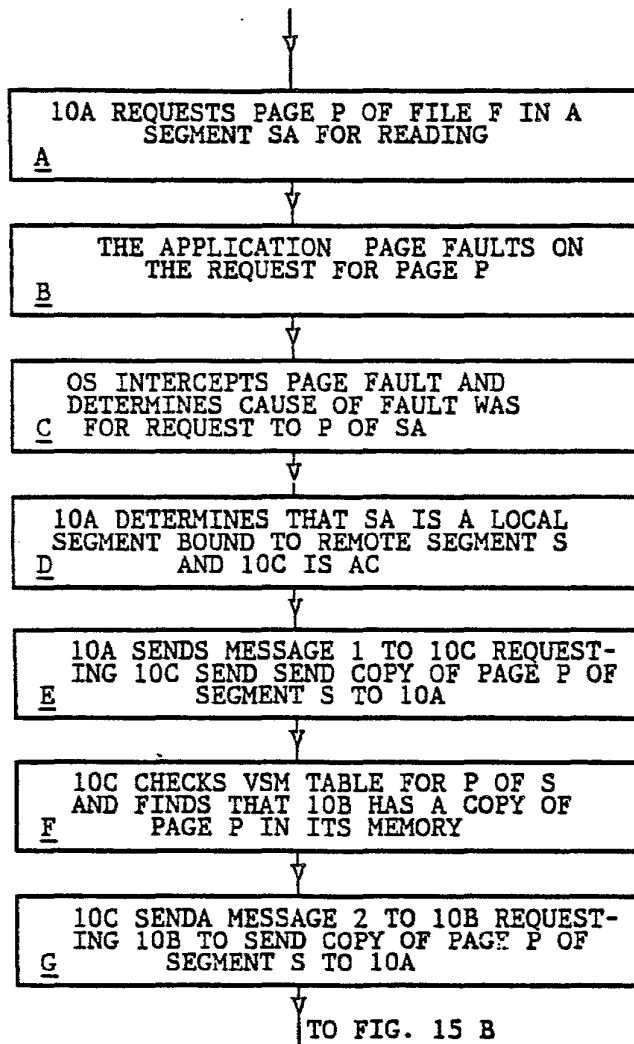 10A REQUESTS PAGE P OF FILE F IN A
SEGMENT SA FOR READING
A
THE APPLICATION PAGE FAULTS ON
THE REQUEST FOR PAGE P
B
OS INTERCEPTS PAGE FAULT AND
DETERMINES CAUSE OF FAULT WAS
C FOR REQUEST TO P OF SA
10A DETERMINES THAT SA IS A LOCAL
SEGMENT BOUND TO REMOTE SEGMENT S
D AND 10C IS AC
10A SENDS MESSAGE 1 TO 10C REQUEST-
ING 10C SEND SEND COPY OF PAGE P OF
E SEGMENT S TO 10A
10C CHECKS VSM TABLE FOR P OF S
AND FINDS THAT 10B HAS A COPY OF
F PAGE P IN ITS MEMORY
10C SENDA MESSAGE 2 TO 10B REQUEST-
ING 10B TO SEND COPY OF PAGE P OF
G SEGMENT S TO 10A
TO FIG. 15 B